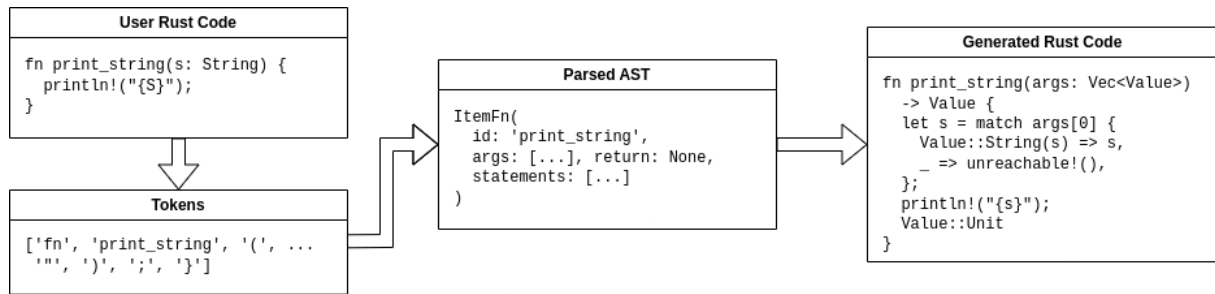 User Rust Code
fn print_string(s: String) {
  println!("{S}");
}
Tokens
['fn', 'print_string', '(', ...
 '"', ')', ';', '}']
Parsed AST
ItemFn(
  id: 'print_string',
  args: [...], return: None,
  statements: [...]
)
Generated Rust Code
fn print_string(args: Vec<Value>)
  -> Value {
  let s = match args[0] {
    Value::String(s) => s,
    _ => unreachable!(),
  };
  println!("{s}");
  Value::Unit
}